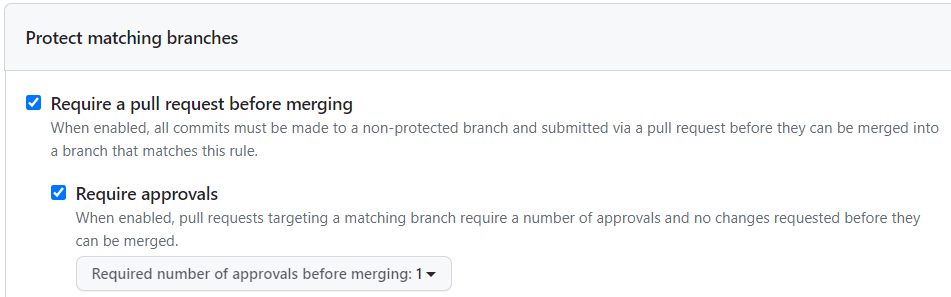 Protect matching branches
Require a pull request before merging
When enabled, all commits must be made to a non-protected branch and submitted via a pull request before they can be merged into
a branch that matches this rule.
Require approvals
When enabled, pull requests targeting a matching branch require a number of approvals and no changes requested before they
can be merged.
Required number of approvals before merging: 1